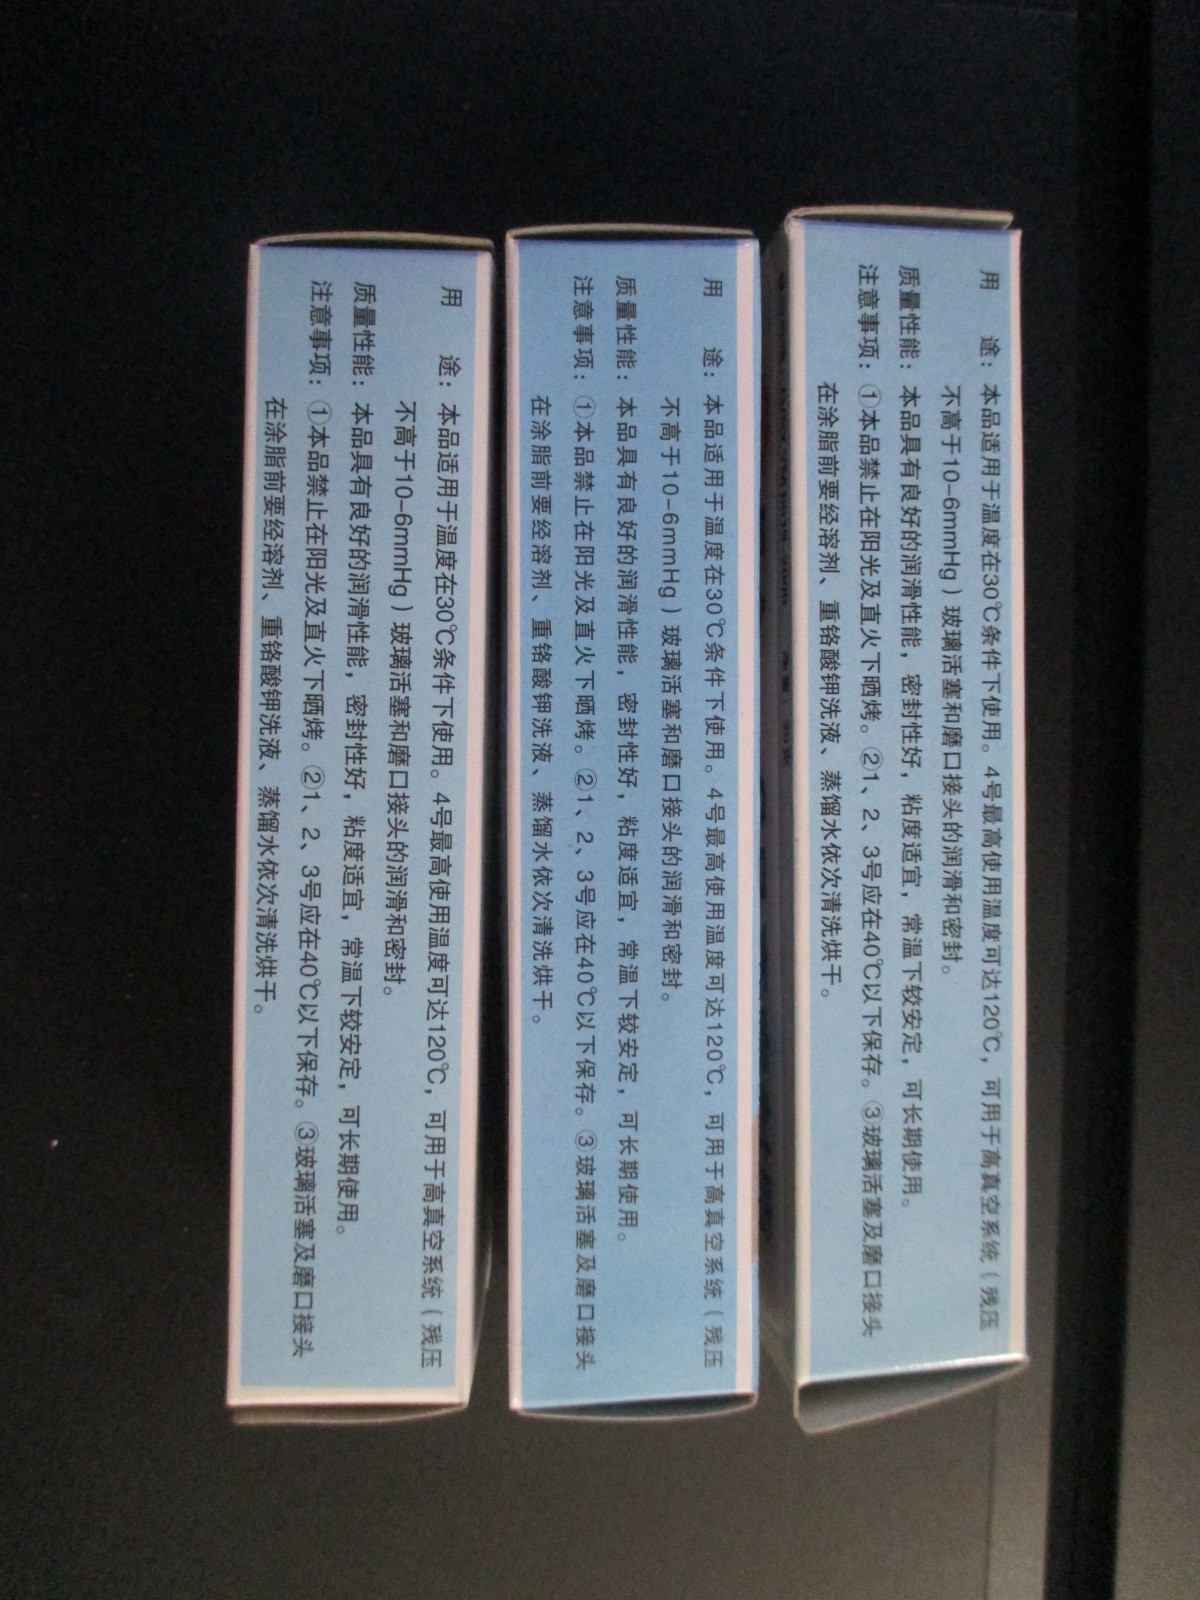 用　　途：本品适用于温度在30℃条件下使用。4号最高使用温度可达120℃，可用于高真空系统（残压
不高于10-6mmHg）玻璃活塞和磨口接头的润滑和密封。
质量性能：本品具有良好的润滑性能，密封性好，粘度适宜，常温下较安定，可长期使用。
注意事项：①本品禁止在阳光及直火下晒烤。②1、2、3号应在40℃以下保存。③玻璃活塞及磨口接头
在涂脂前要经溶剂、重铬酸钾洗液、蒸馏水依次清洗烘干。
用　　途：本品适用于温度在30℃条件下使用。4号最高使用温度可达120℃，可用于高真空系统（残压
不高于10-6mmHg）玻璃活塞和磨口接头的润滑和密封。
质量性能：本品具有良好的润滑性能，密封性好，粘度适宜，常温下较安定，可长期使用。
注意事项：①本品禁止在阳光及直火下晒烤。②1、2、3号应在40℃以下保存。③玻璃活塞及磨口接头
在涂脂前要经溶剂、重铬酸钾洗液、蒸馏水依次清洗烘干。
用　　途：本品适用于温度在30℃条件下使用。4号最高使用温度可达120℃，可用于高真空系统（残压
不高于10-6mmHg）玻璃活塞和磨口接头的润滑和密封。
质量性能：本品具有良好的润滑性能，密封性好，粘度适宜，常温下较安定，可长期使用。
注意事项：①本品禁止在阳光及直火下晒烤。②1、2、3号应在40℃以下保存。③玻璃活塞及磨口接头
在涂脂前要经溶剂、重铬酸钾洗液、蒸馏水依次清洗烘干。